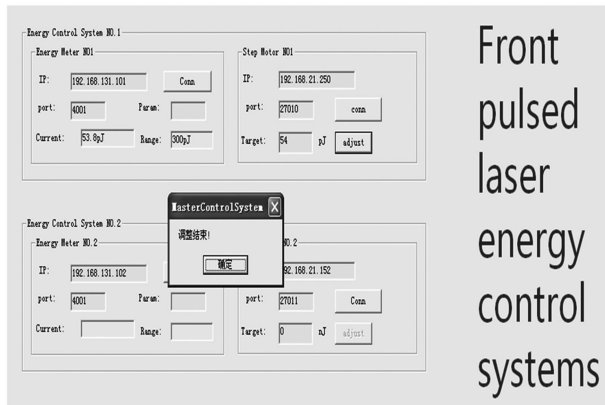 Energy Control System NO.1
Energy Meter NO1
IP: 192.168.131.101 Conn
port: 4001 Param:
Current: 53.8pJ Range: 300pJ
Step Motor NO1
IP: 192.168.21.250
port: 27010 conn
Target: 54 pJ adjust
MasterControlSystem X
调整结束!
确定
Energy Control System NO.2
Energy Meter NO.2
IP: 192.168.131.102
port: 4001 Param:
Current: Range:
NO.2
92.168.21.152
port: 27011 Conn
Target: 0 nJ adjust
Front
pulsed
laser
energy
control
systems